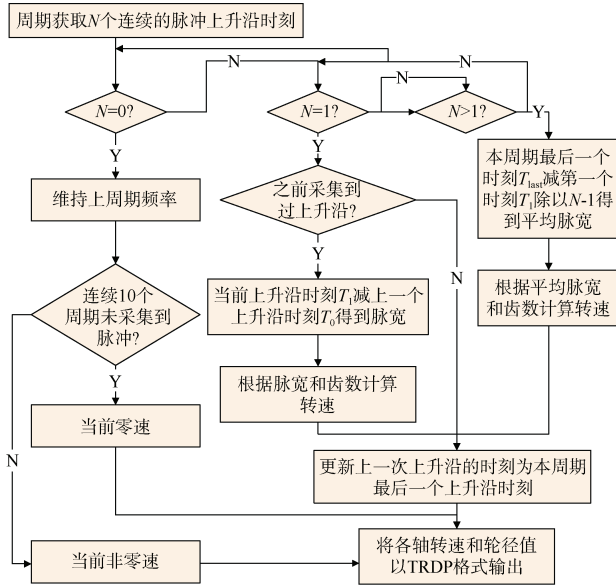 周期获取N个连续的脉冲上升沿时刻
N
N
N
N=0?
N=1?
N>1?
Y
Y
Y
维持上周期频率
之前采集到
过上升沿?
本周期最后一个
时刻Tlast减第一个
时刻T1除以N-1得
到平均脉宽
Y
N
连续10个
周期未采集到
脉冲?
当前上升沿时刻T1减上一个
上升沿时刻T0得到脉宽
根据平均脉宽
和齿数计算转速
Y
根据脉宽和齿数计算
转速
当前零速
N
更新上一次上升沿的时刻为本周期
最后一个上升沿时刻
当前非零速
将各轴转速和轮径值
以TRDP格式输出